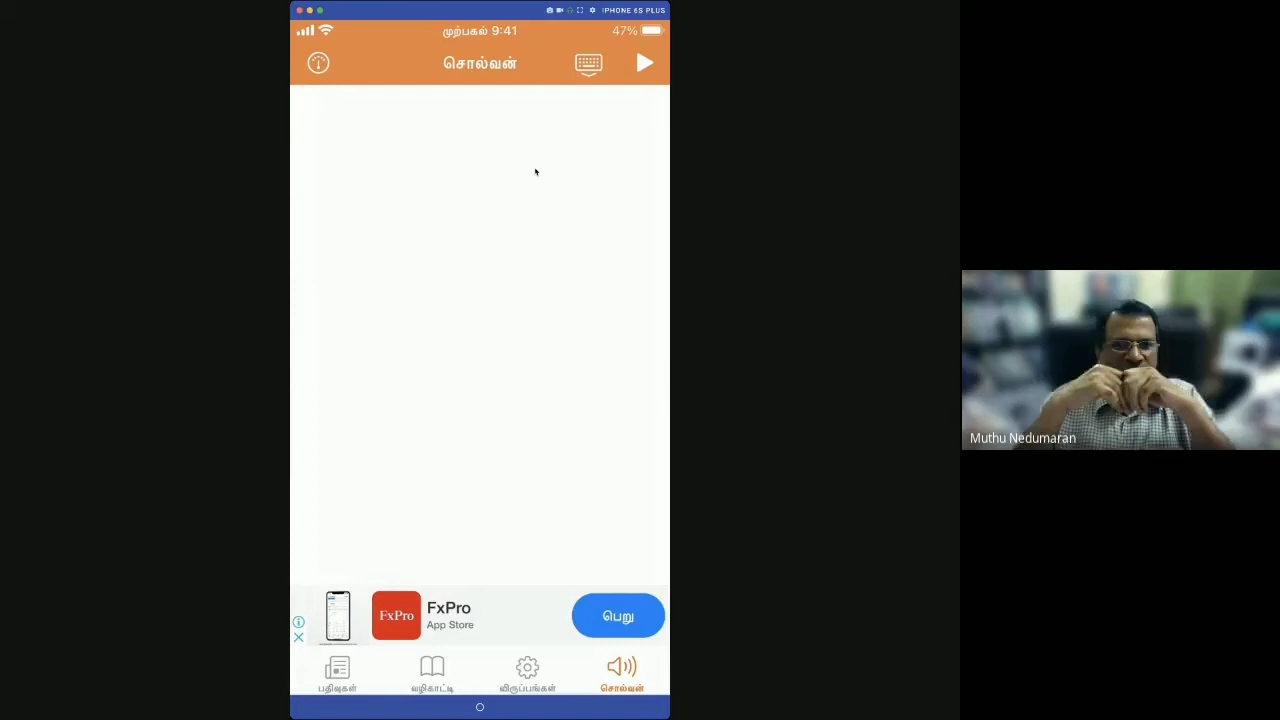 IPHONE 6S PLUS
முற்பகல் 9:41
47%
சொல்வன்
FxPro
FxPro
App Store
பெறு
பதிவுகள்
வழிகாட்டி
விருப்பங்கள்
சொல்வன்
Muthu Nedumaran